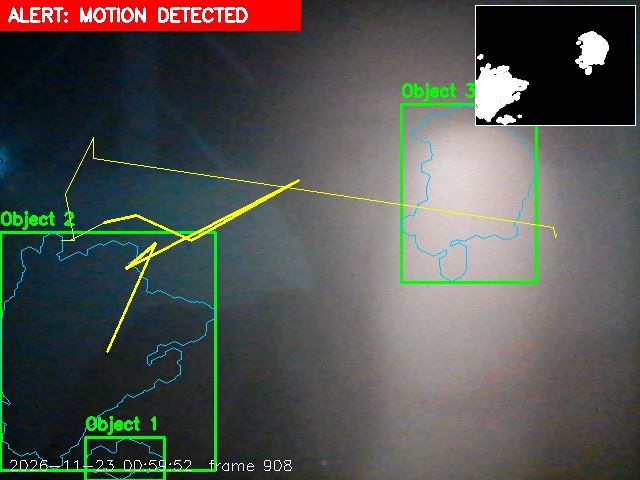 ALERT: MOTION DETECTED
Object 3
Object 2
Object 1
2026-11-23 00:59:52 frame 908